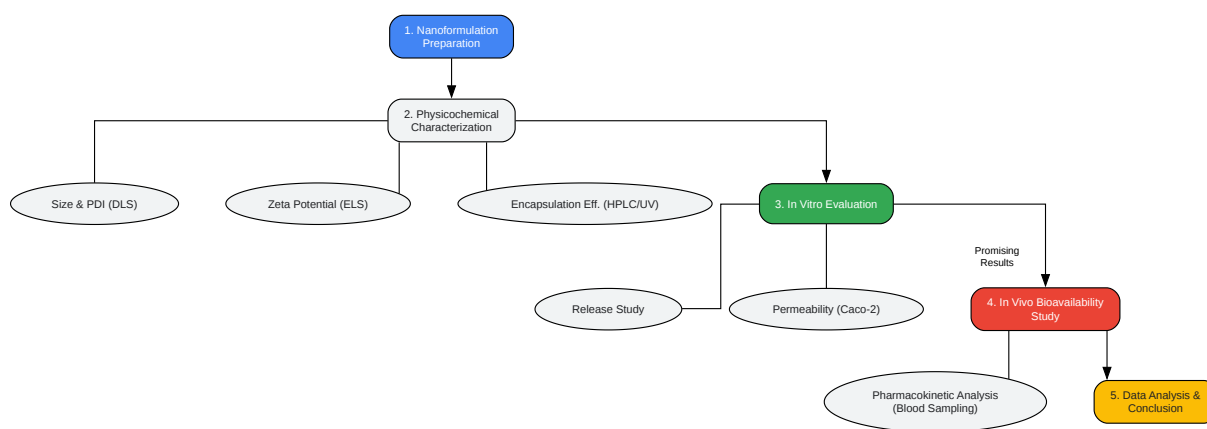 1. Nanoformulation
Preparation
2. Physicochemical
Characterization
Size & PDI (DLS)
Zeta Potential (ELS)
Encapsulation Eff. (HPLC/UV)
3. In Vitro Evaluation
Promising
Results
Release Study
Permeability (Caco-2)
4. In Vivo Bioavailability
Study
Pharmacokinetic Analysis
(Blood Sampling)
5. Data Analysis &
Conclusion